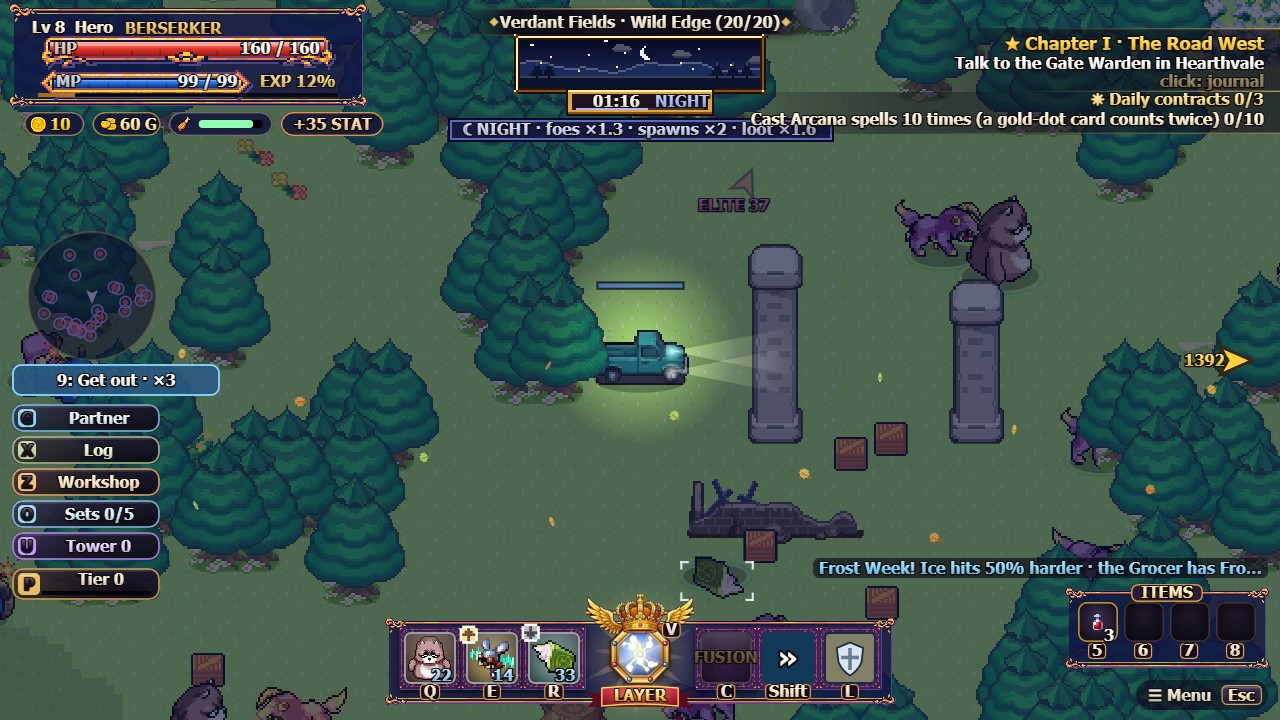 Lv 8 Hero BERSERKER
HP 160 / 160
MP 99 / 99 EXP 12%
10 60 G +35 STAT
Verdant Fields · Wild Edge (20/20)
01:16 NIGHT
NIGHT · foes ×1.3 · spawns ×2 · loot ×1.6
★ Chapter I · The Road West
Talk to the Gate Warden in Hearthvale
click: journal
Daily contracts 0/3
Cast Arcana spells 10 times (a gold-dot card counts twice) 0/10
ELITE 37
1392
9: Get out · ×3
Partner
X Log
Z Workshop
Sets 0/5
U Tower 0
P Tier 0
Frost Week! Ice hits 50% harder · the Grocer has Fro...
ITEMS
3
5 6 7 8
22 14 33
V
FUSION
Q E R LAYER C Shift L
☰ Menu Esc